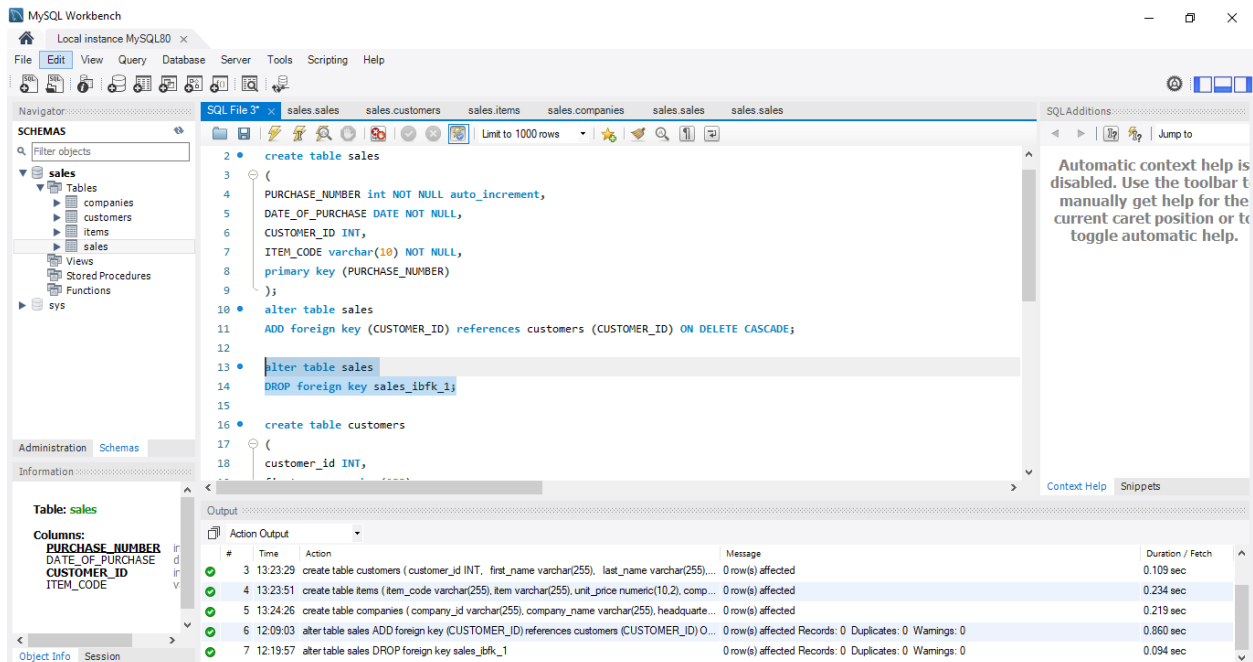 MySQL Workbench
Local instance MySQL80
File Edit View Query Database Server Tools Scripting Help
Navigator
SCHEMAS
Filter objects
sales
Tables
companies
customers
items
sales
Views
Stored Procedures
Functions
sys
Administration Schemas
Information
Table: sales
Columns:
PURCHASE_NUMBER in
DATE_OF_PURCHASE d
CUSTOMER_ID in
ITEM_CODE v
Object Info Session
SQL File 3* sales.sales sales.customers sales.items sales.companies sales.sales sales.sales
Limit to 1000 rows
2 create table sales
3 (
4 PURCHASE_NUMBER int NOT NULL auto_increment,
5 DATE_OF_PURCHASE DATE NOT NULL,
6 CUSTOMER_ID INT,
7 ITEM_CODE varchar(10) NOT NULL,
8 primary key (PURCHASE_NUMBER)
9 );
10 alter table sales
11 ADD foreign key (CUSTOMER_ID) references customers (CUSTOMER_ID) ON DELETE CASCADE;
12
13 alter table sales
14 DROP foreign key sales_ibfk_1;
15
16 create table customers
17 (
18 customer_id INT,
SQLAdditions
Jump to
Automatic context help is
disabled. Use the toolbar t
manually get help for the
current caret position or to
toggle automatic help.
Context Help Snippets
Output
Action Output
# Time Action Message Duration / Fetch
3 13:23:29 create table customers ( customer_id INT, first_name varchar(255), last_name varchar(255),... 0 row(s) affected 0.109 sec
4 13:23:51 create table items ( item_code varchar(255), item varchar(255), unit_price numeric(10,2), comp... 0 row(s) affected 0.234 sec
5 13:24:26 create table companies ( company_id varchar(255), company_name varchar(255), headquarte... 0 row(s) affected 0.219 sec
6 12:09:03 alter table sales ADD foreign key (CUSTOMER_ID) references customers (CUSTOMER_ID) O... 0 row(s) affected Records: 0 Duplicates: 0 Warnings: 0 0.860 sec
7 12:19:57 alter table sales DROP foreign key sales_ibfk_1 0 row(s) affected Records: 0 Duplicates: 0 Warnings: 0 0.094 sec